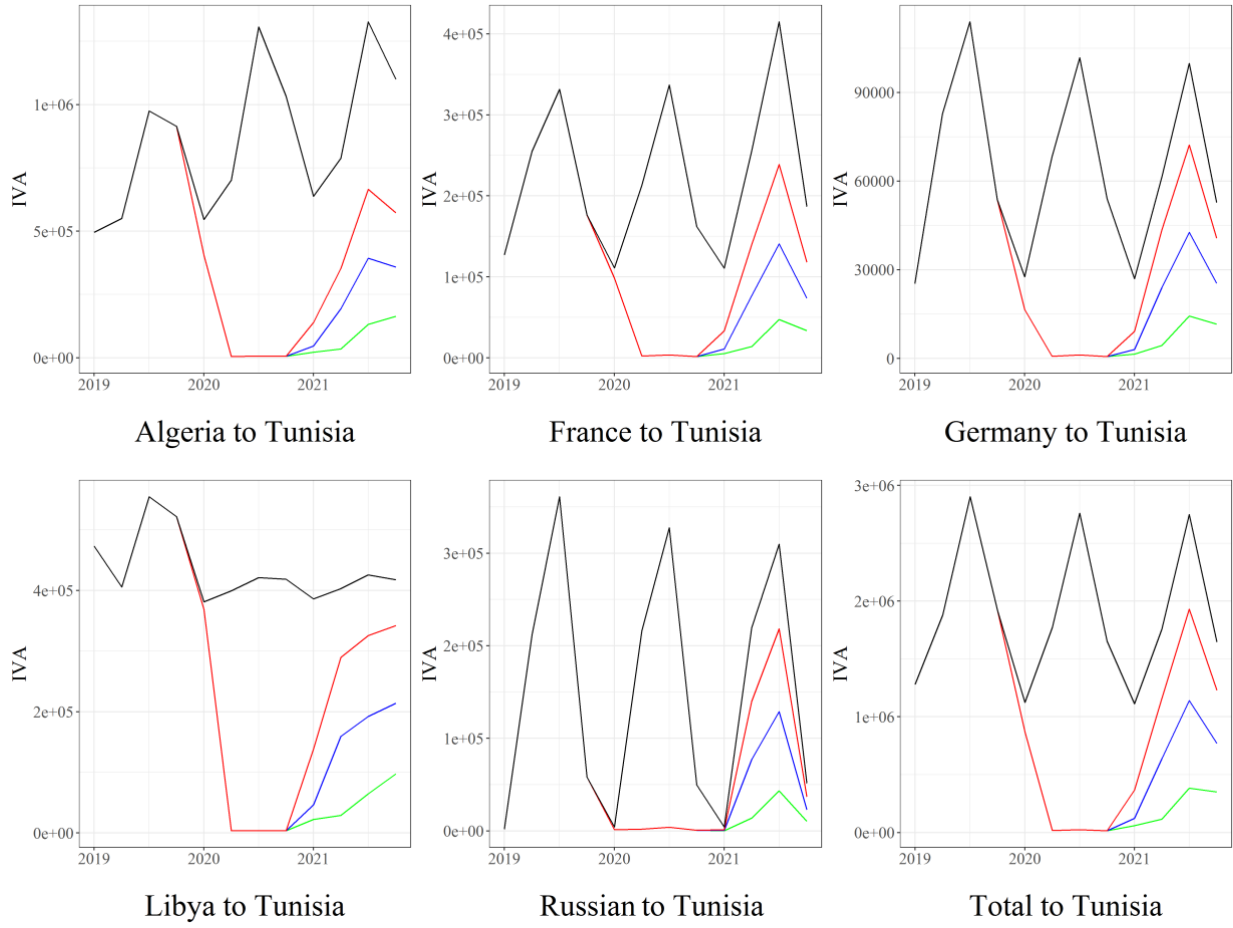 IVA
1e+06
5e+05
0e+00
2019 2020 2021
Algeria to Tunisia
IVA
4e+05
3e+05
2e+05
1e+05
0e+00
2019 2020 2021
France to Tunisia
IVA
90000
60000
30000
0
2019 2020 2021
Germany to Tunisia
IVA
4e+05
2e+05
0e+00
2019 2020 2021
Libya to Tunisia
IVA
3e+05
2e+05
1e+05
0e+00
2019 2020 2021
Russian to Tunisia
IVA
3e+06
2e+06
1e+06
0e+00
2019 2020 2021
Total to Tunisia